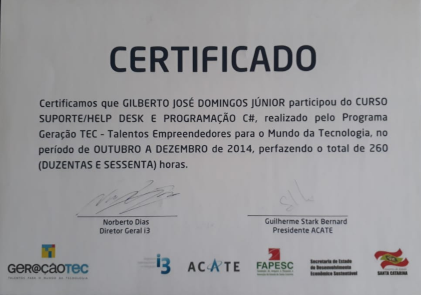 CERTIFICADO
Certificamos que GILBERTO JOSÉ DOMINGOS JÚNIOR participou do CURSO
SUPORTE/HELP DESK E PROGRAMAÇÃO C#, realizado pelo Programa
Geração TEC - Talentos Empreendedores para o Mundo da Tecnologia, no
período de OUTUBRO A DEZEMBRO de 2014, perfazendo o total de 260
(DUZENTAS E SESSENTA) horas.
Norberto Dias
Diretor Geral i3
Guilherme Stark Bernard
Presidente ACATE
GER@ÇÃOTEC
i3
ACATE
FAPESC
Secretaria de Estado
do Desenvolvimento
Econômico Sustentável
SANTA CATARINA